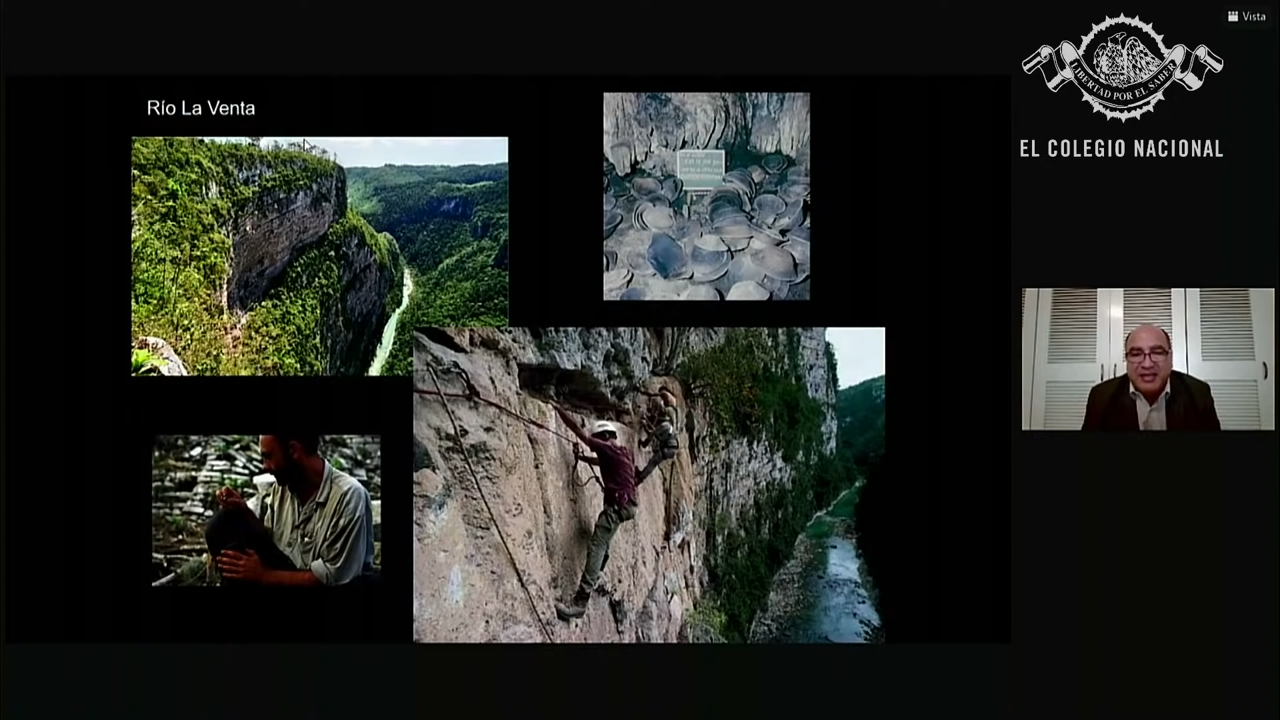 Vista
LIBERTAD POR EL SABER
EL COLEGIO NACIONAL
Río La Venta